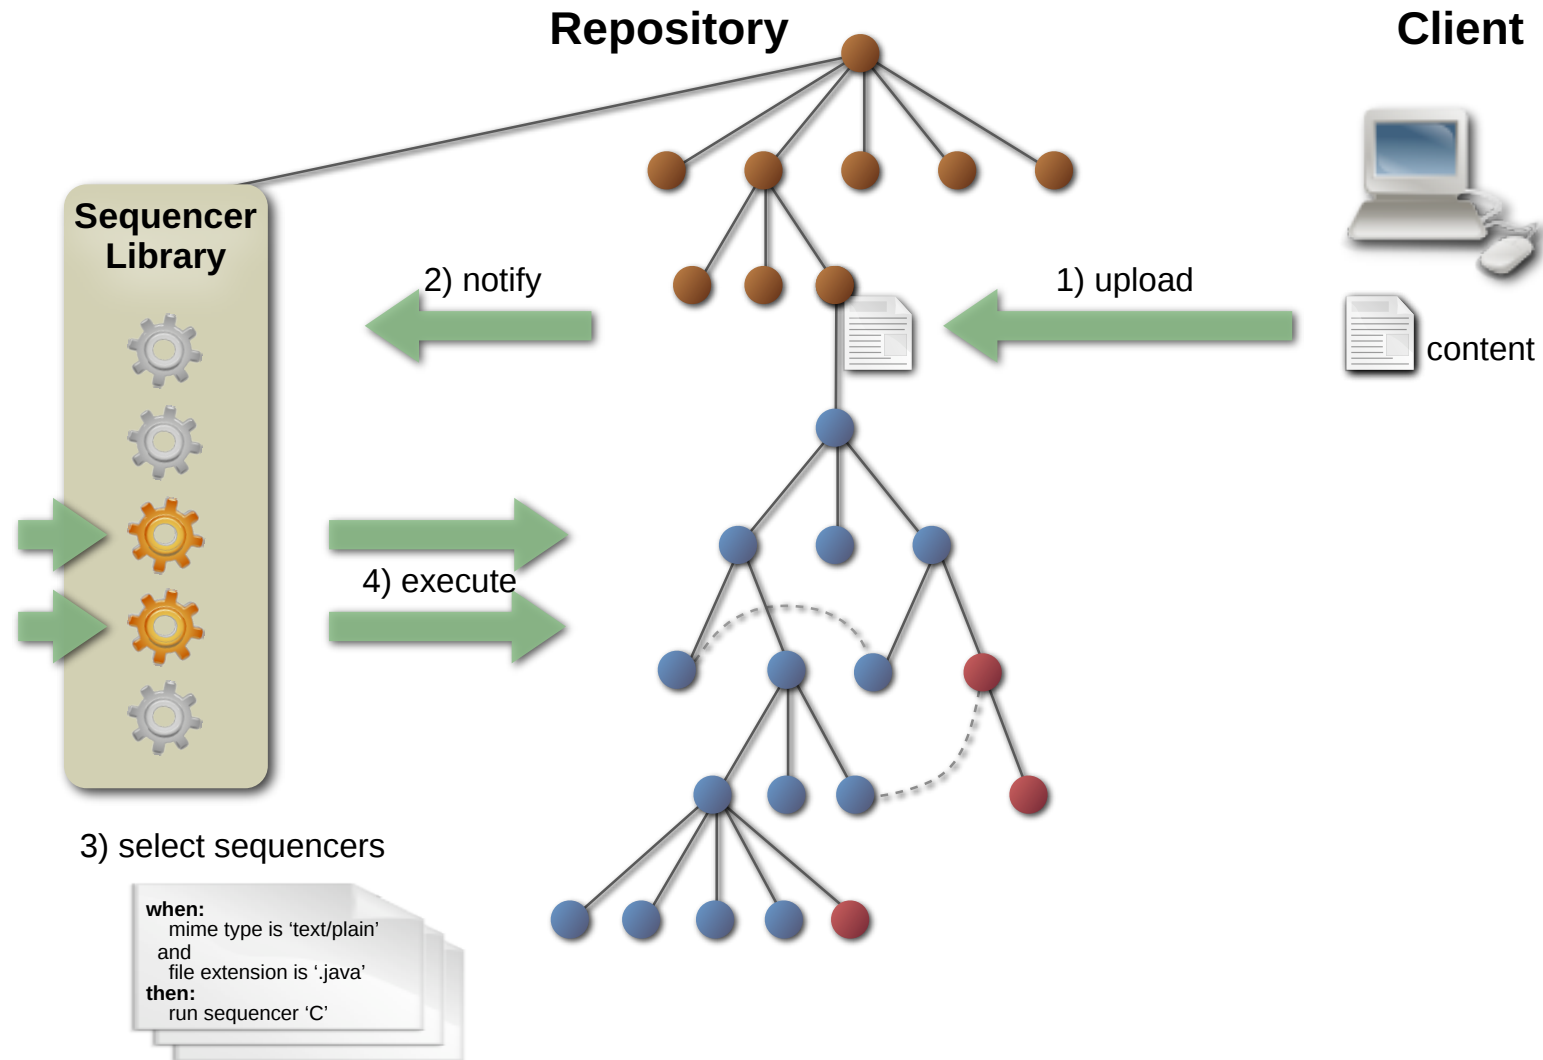 Repository
Client
Sequencer
Library
2) notify
1) upload
content
4) execute
3) select sequencers
when:
mime type is ‘text/plain’
and
file extension is ‘.java’
then:
run sequencer ‘C’